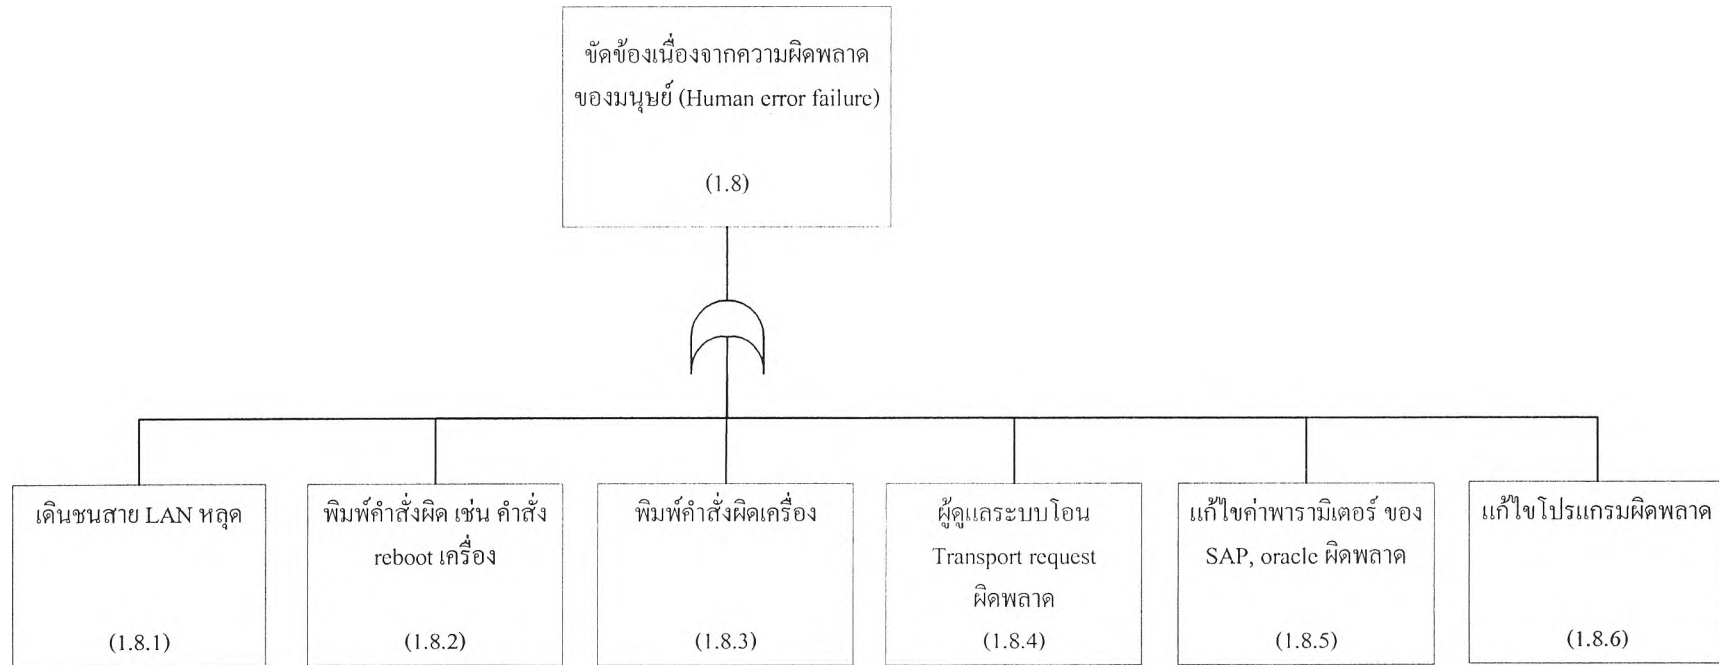 ขัดข้องเนื่องจากความผิดพลาด
ของมนุษย์ (Human error failure)
(1.8)
เดินชนสาย LAN หลุด
(1.8.1)
พิมพ์คำสั่งผิด เช่น คำสั่ง
reboot เครื่อง
(1.8.2)
พิมพ์คำสั่งผิดเครื่อง
(1.8.3)
ผู้ดูแลระบบโอน
Transport request
ผิดพลาด
(1.8.4)
แก้ไขค่าพารามิเตอร์ ของ
SAP, oracle ผิดพลาด
(1.8.5)
แก้ไขโปรแกรมผิดพลาด
(1.8.6)